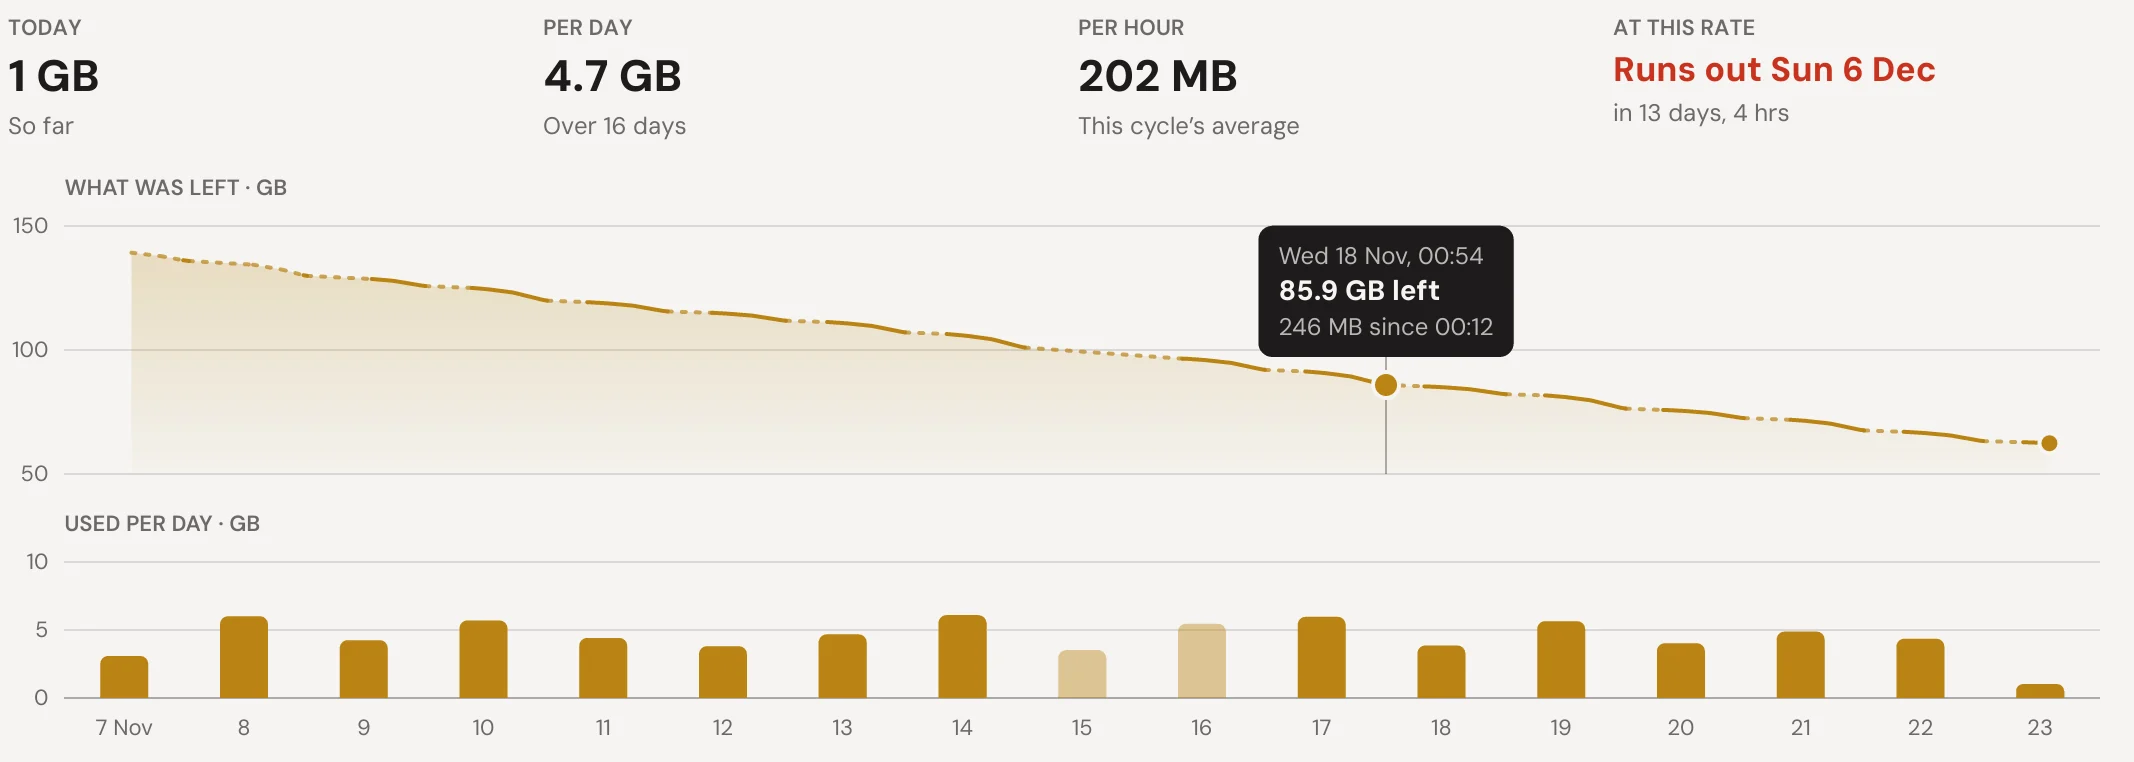 TODAY
1 GB
So far
PER DAY
4.7 GB
Over 16 days
PER HOUR
202 MB
This cycle's average
AT THIS RATE
Runs out Sun 6 Dec
in 13 days, 4 hrs
WHAT WAS LEFT · GB
150
100
50
Wed 18 Nov, 00:54
85.9 GB left
246 MB since 00:12
USED PER DAY · GB
10
5
0
7 Nov 8 9 10 11 12 13 14 15 16 17 18 19 20 21 22 23